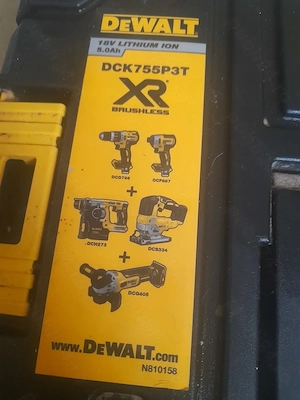 DEWALT
18V LITHIUM ION
5.0Ah
DCK755P3T
XR
BRUSHLESS
DCD796 DCF887
+
DCH273 DCS334
+
DCG405
www.DEWALT.com
N810158